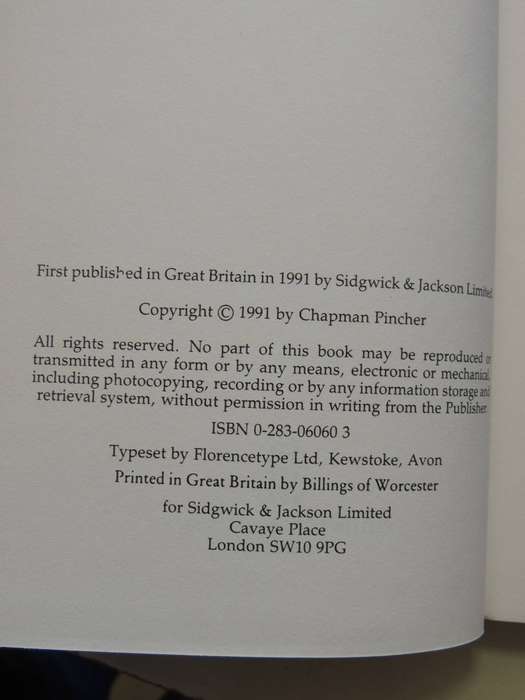 First published in Great Britain in 1991 by Sidgwick & Jackson Limited
Copyright © 1991 by Chapman Pincher
All rights reserved. No part of this book may be reproduced or
transmitted in any form or by any means, electronic or mechanical,
including photocopying, recording or by any information storage and
retrieval system, without permission in writing from the Publisher.
ISBN 0-283-06060 3
Typeset by Florencetype Ltd, Kewstoke, Avon
Printed in Great Britain by Billings of Worcester
for Sidgwick & Jackson Limited
Cavaye Place
London SW10 9PG